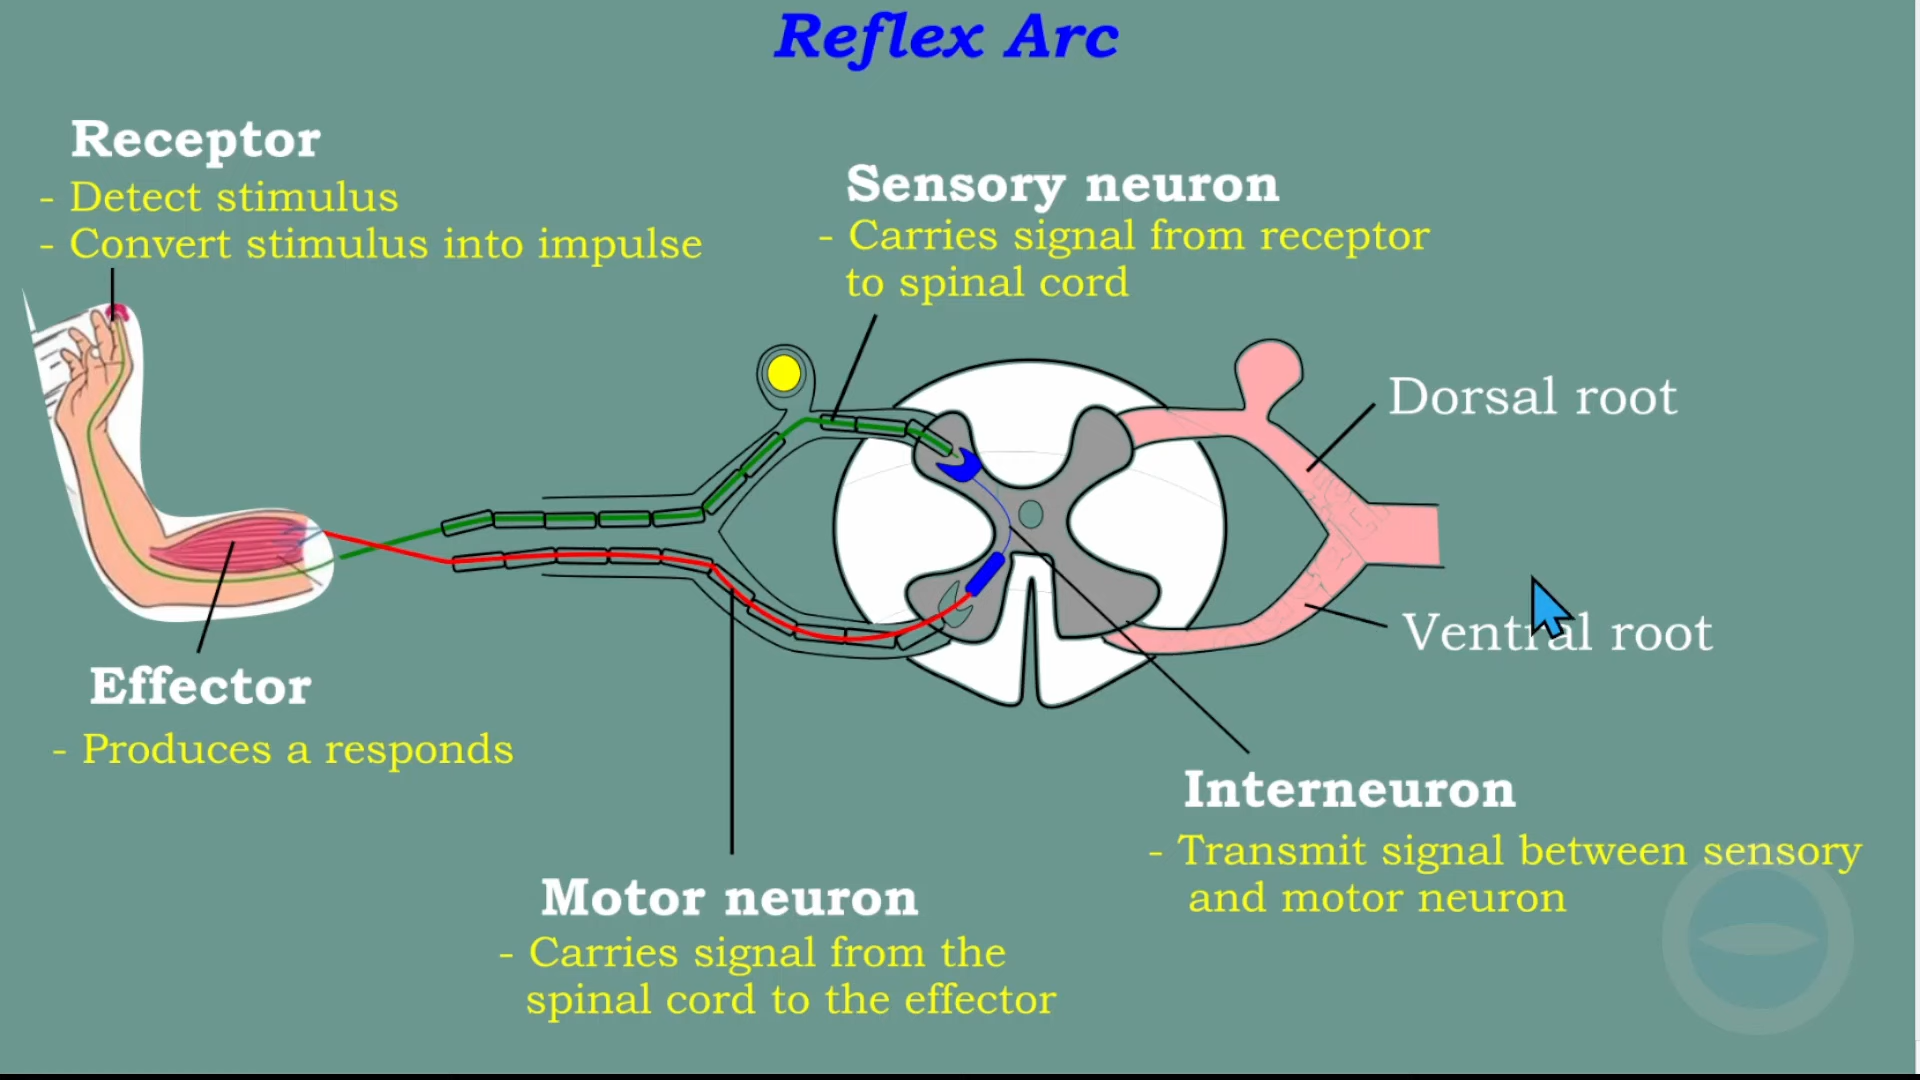 Reflex Arc
Receptor
- Detect stimulus
- Convert stimulus into impulse
Sensory neuron
- Carries signal from receptor
to spinal cord
Dorsal root
Ventral root
Effector
- Produces a responds
Interneuron
- Transmit signal between sensory
and motor neuron
Motor neuron
- Carries signal from the
spinal cord to the effector